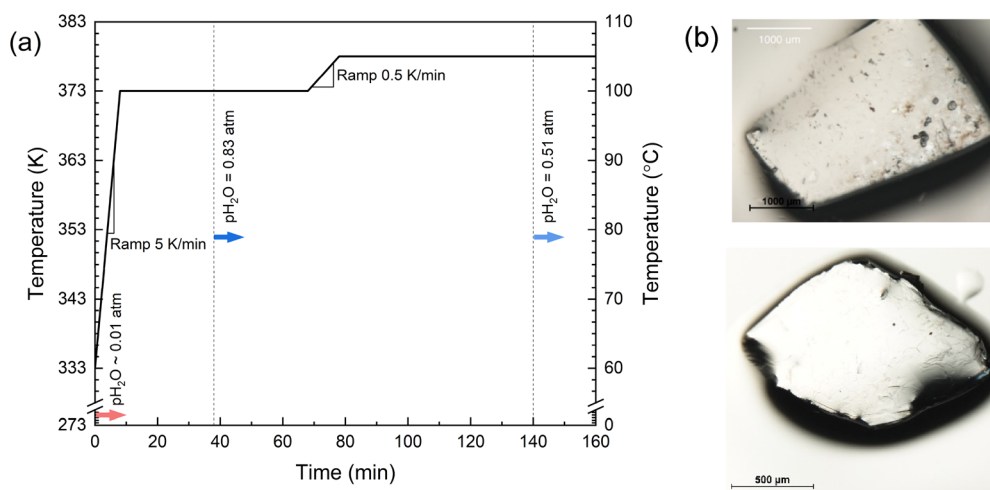 (a)
383
373
363
353
343
333
273
Temperature (K)
110
100
90
80
70
60
0
Temperature (°C)
0
20
40
60
80
100
120
140
160
Time (min)
Ramp 5 K/min
Ramp 0.5 K/min
pH₂O ~ 0.01 atm
pH₂O = 0.83 atm
pH₂O = 0.51 atm
(b)
1000 um
1000 µm
500 µm